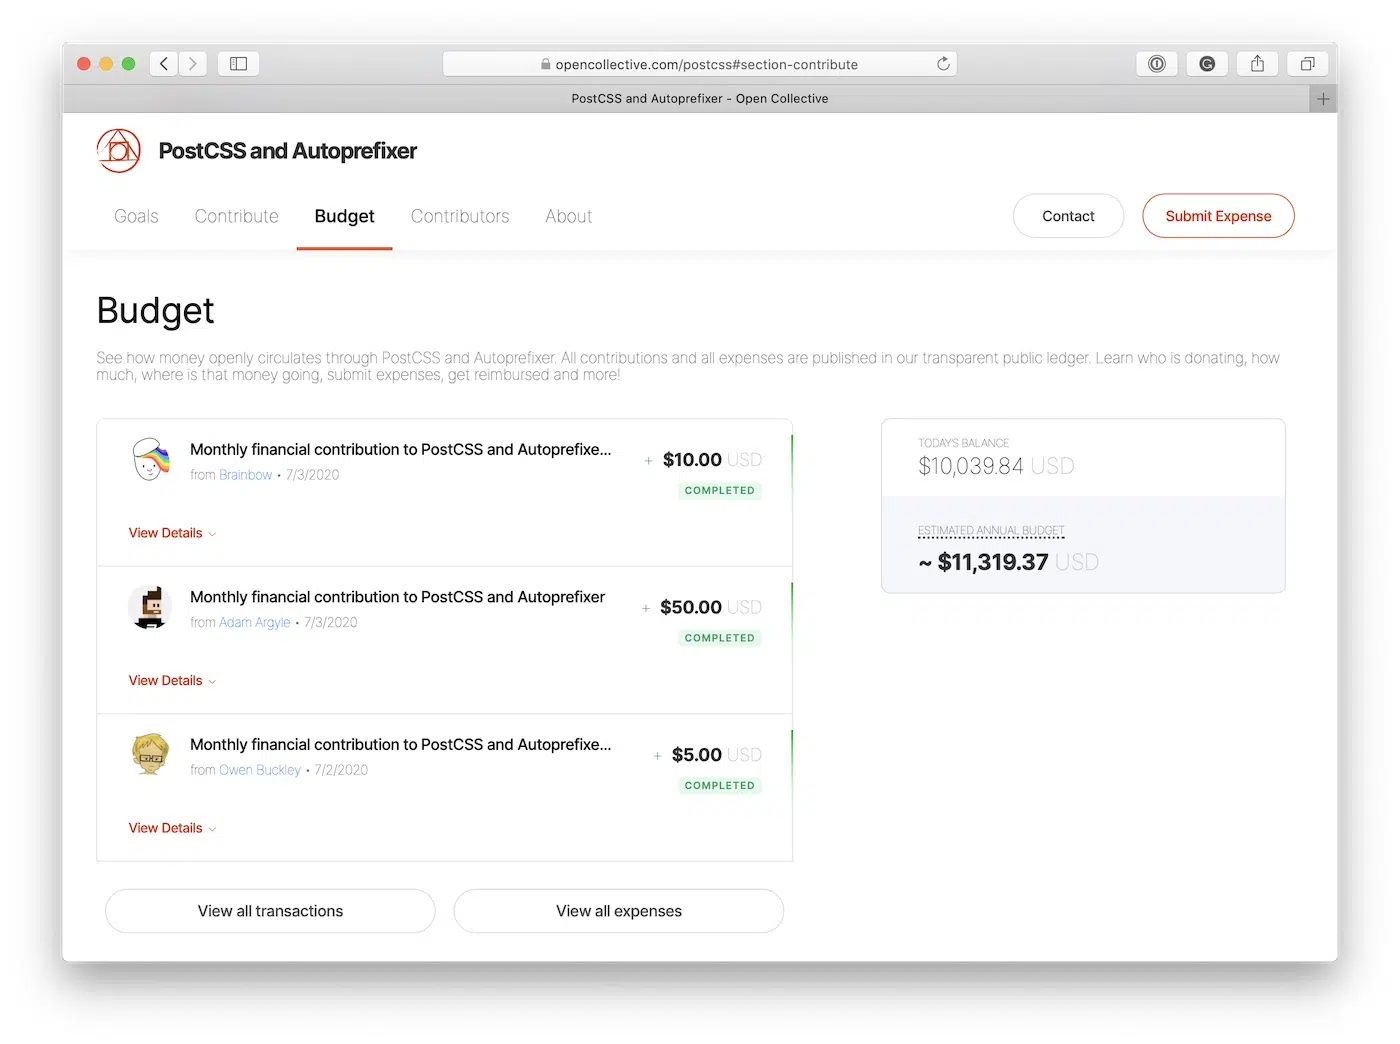 opencollective.com/postcss#section-contribute
PostCSS and Autoprefixer - Open Collective
PostCSS and Autoprefixer
Goals
Contribute
Budget
Contributors
About
Contact
Submit Expense
Budget
See how money openly circulates through PostCSS and Autoprefixer. All contributions and all expenses are published in our transparent public ledger. Learn who is donating, how
much, where is that money going, submit expenses, get reimbursed and more!
Monthly financial contribution to PostCSS and Autoprefixe...
+ $10.00 USD
from Brainbow • 7/3/2020
COMPLETED
View Details
Monthly financial contribution to PostCSS and Autoprefixer
+ $50.00 USD
from Adam Argyle • 7/3/2020
COMPLETED
View Details
Monthly financial contribution to PostCSS and Autoprefixe...
+ $5.00 USD
from Owen Buckley • 7/2/2020
COMPLETED
View Details
View all transactions
View all expenses
TODAY'S BALANCE
$10,039.84 USD
ESTIMATED ANNUAL BUDGET
~ $11,319.37 USD